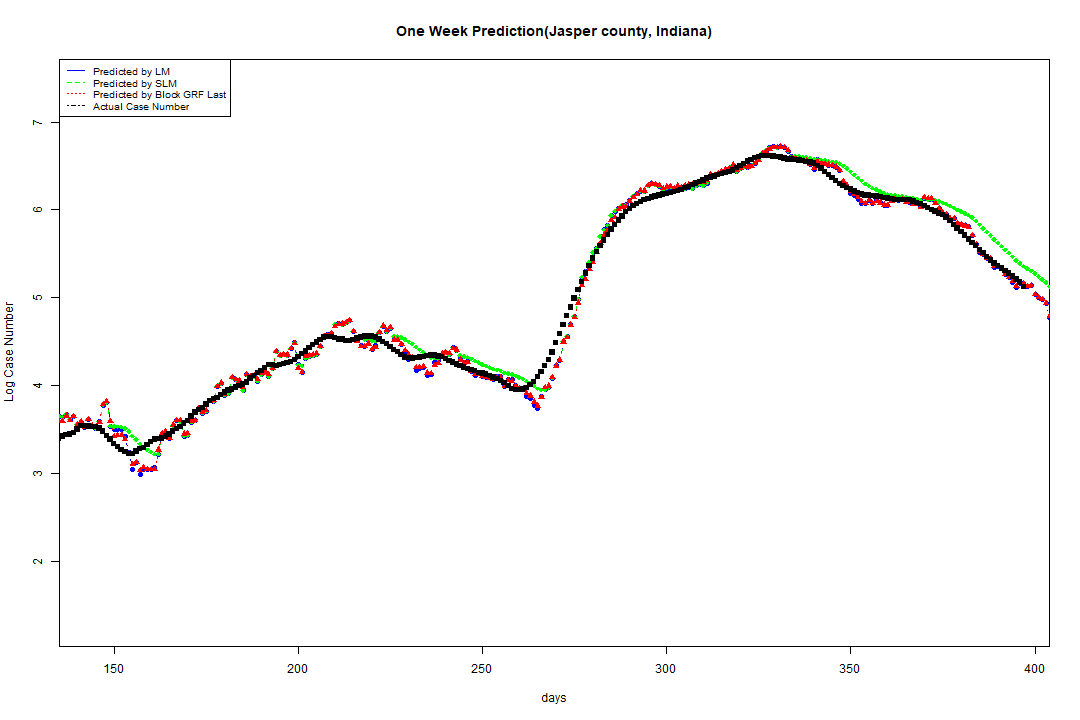 One Week Prediction(Jasper county, Indiana)
Predicted by LM
Predicted by SLM
Predicted by Block GRF Last
Actual Case Number
7
6
5
4
3
2
Log Case Number
150 200 250 300 350 400
days